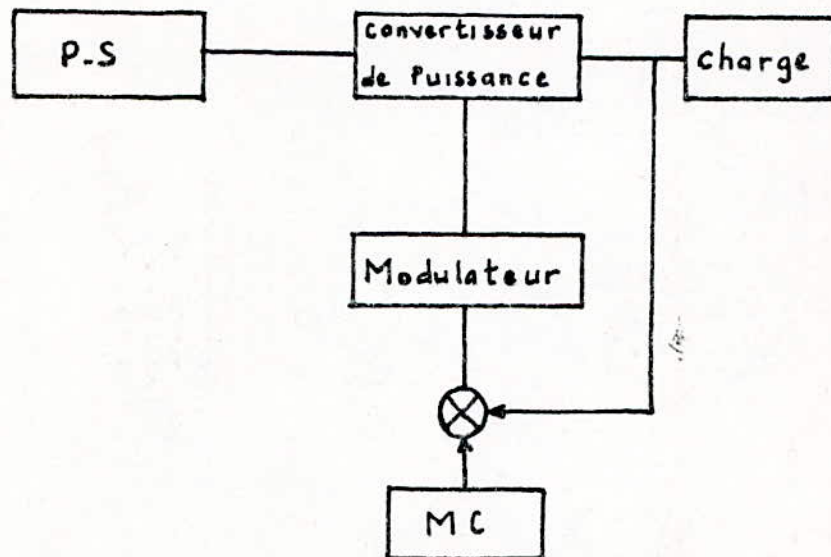 P-S
Convertisseur
de Puissance
charge
Modulateur
MC